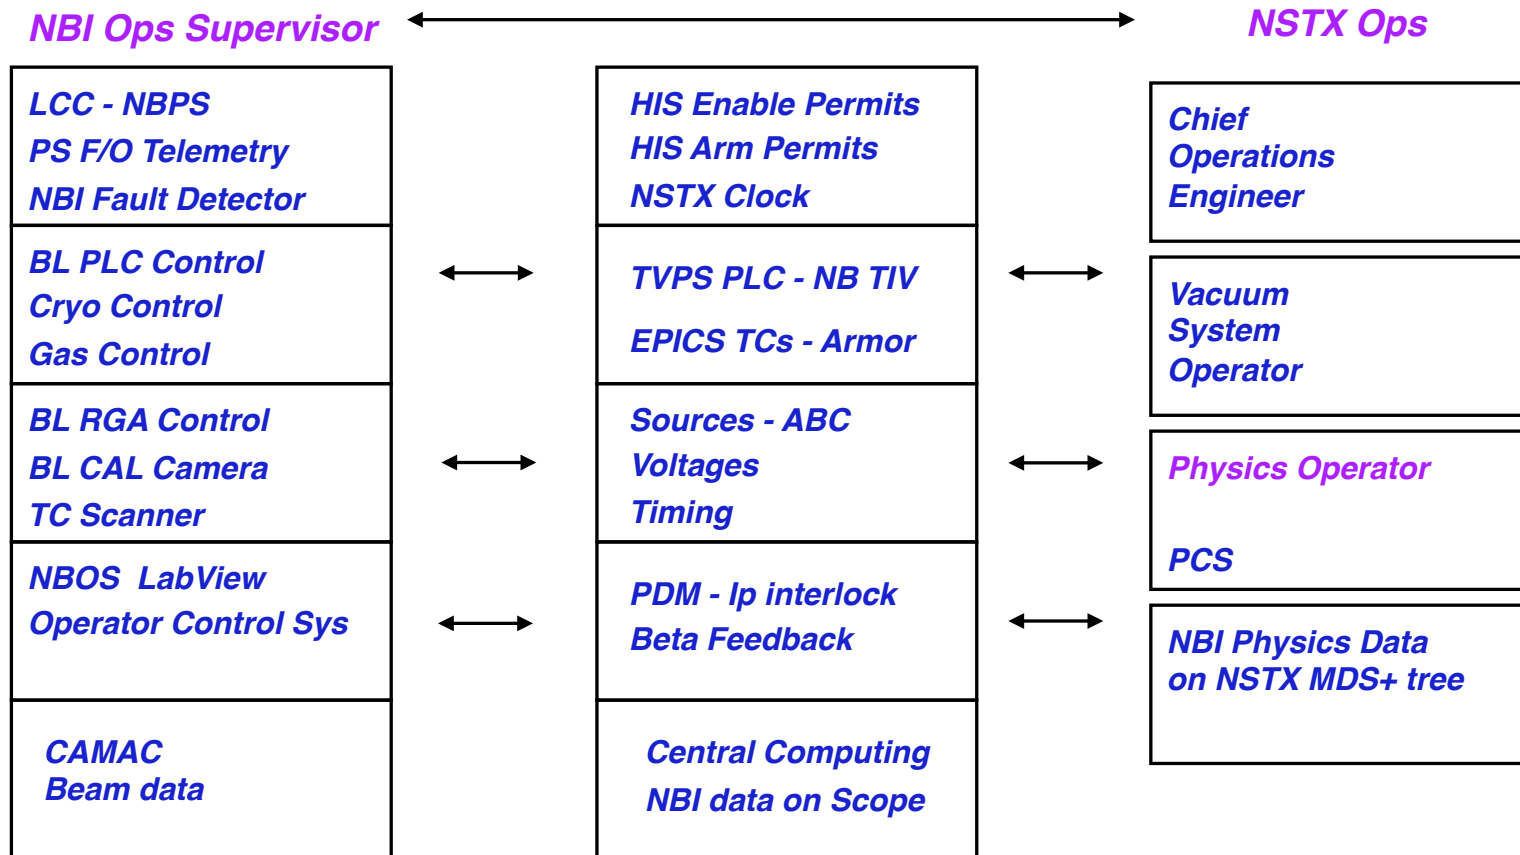 NBI Ops Supervisor
NSTX Ops
LCC - NBPS
PS F/O Telemetry
NBI Fault Detector
BL PLC Control
Cryo Control
Gas Control
BL RGA Control
BL CAL Camera
TC Scanner
NBOS LabView
Operator Control Sys
CAMAC
Beam data
HIS Enable Permits
HIS Arm Permits
NSTX Clock
TVPS PLC - NB TIV
EPICS TCs - Armor
Sources - ABC
Voltages
Timing
PDM - Ip interlock
Beta Feedback
Central Computing
NBI data on Scope
Chief
Operations
Engineer
Vacuum
System
Operator
Physics Operator
PCS
NBI Physics Data
on NSTX MDS+ tree